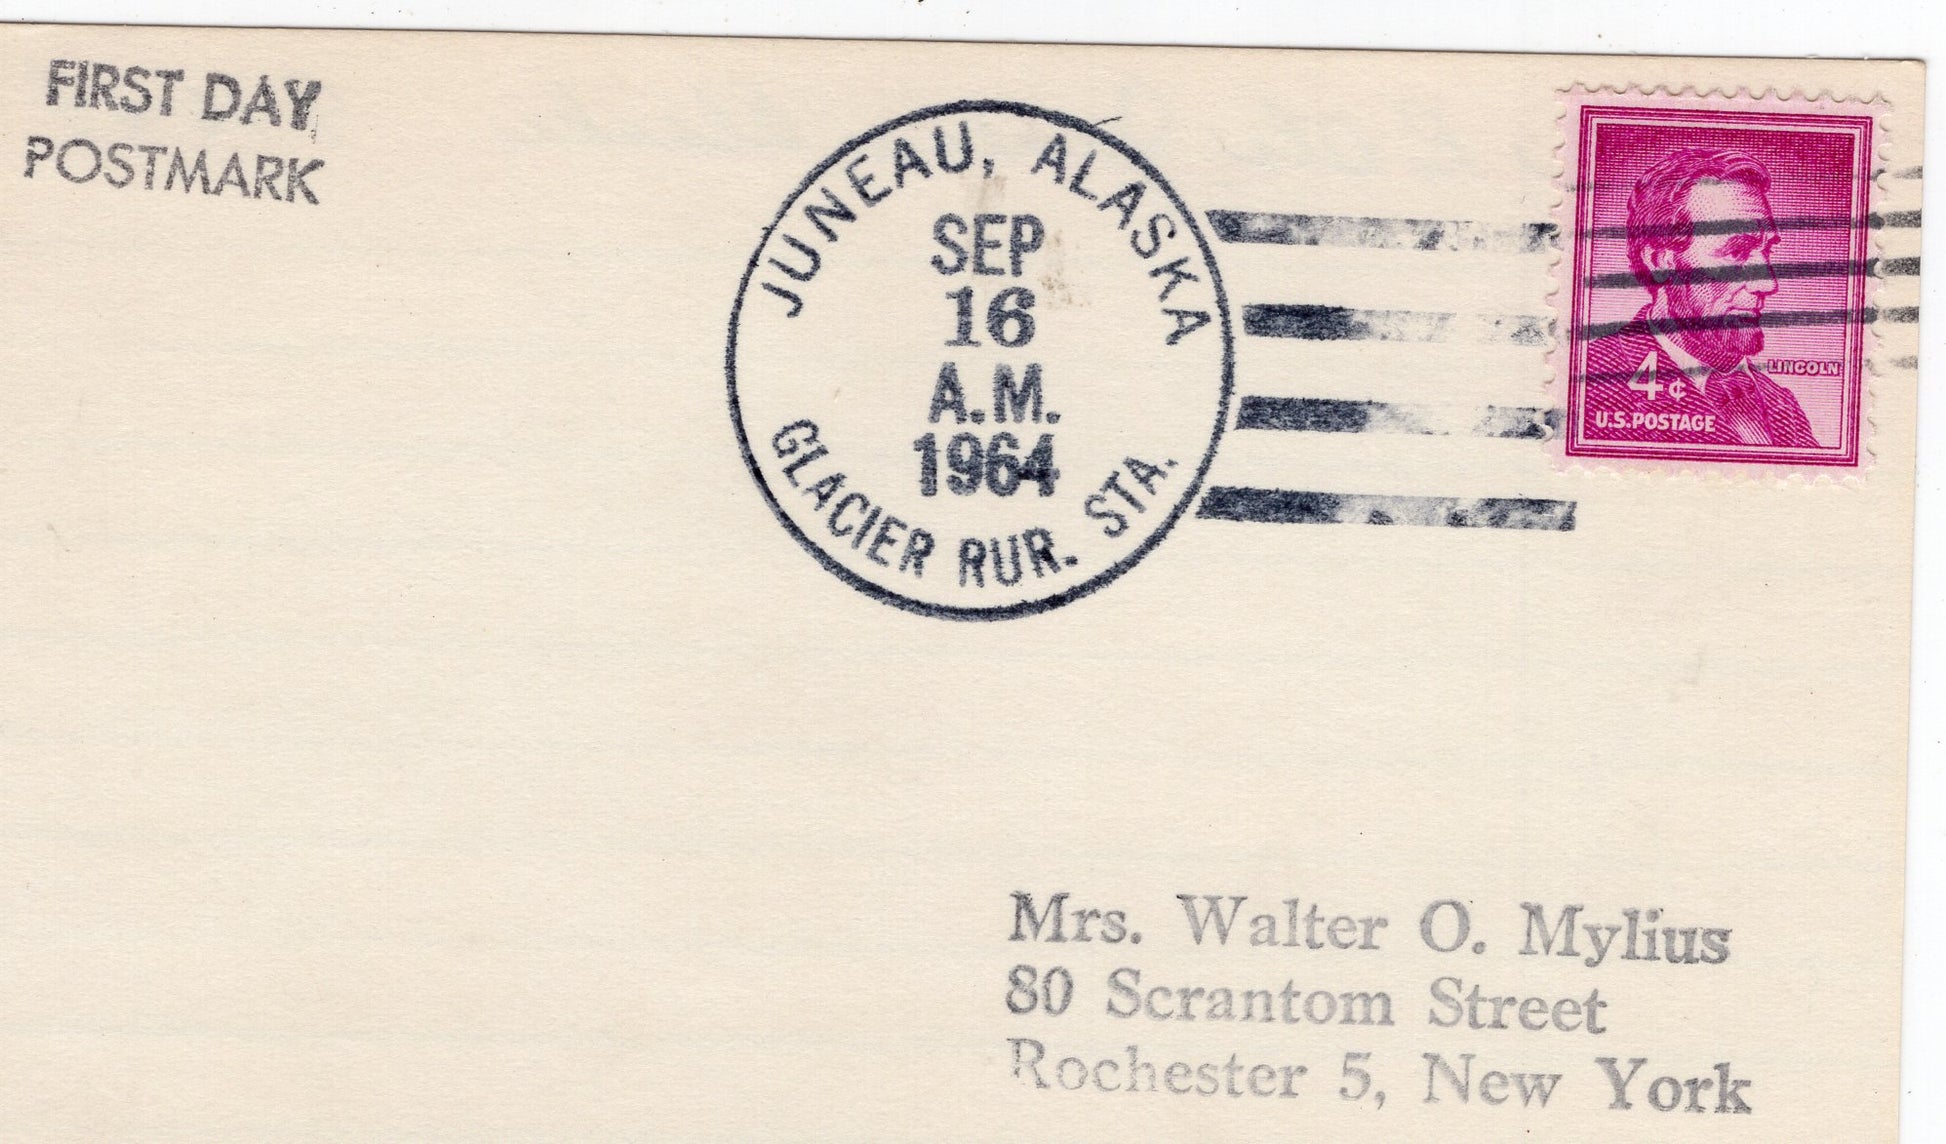 FIRST DAY
POSTMARK
JUNEAU, ALASKA
SEP
16
A.M.
1964
GLACIER RUR. STA.
LINCOLN
4¢
U.S.POSTAGE
Mrs. Walter O. Mylius
80 Scrantom Street
Rochester 5, New York